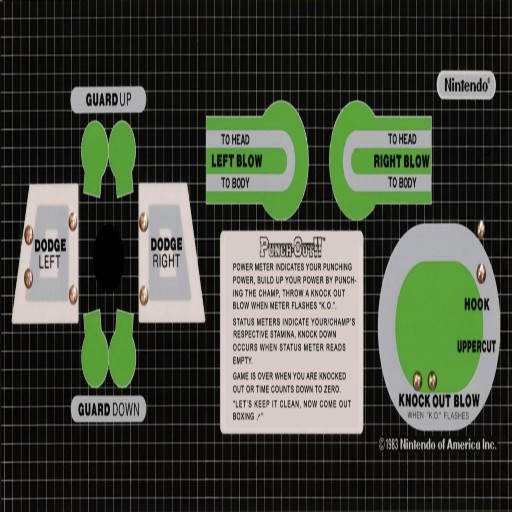 Nintendo®
GUARD UP
TO HEAD
LEFT BLOW
TO BODY
TO HEAD
RIGHT BLOW
TO BODY
DODGE
LEFT
DODGE
RIGHT
PUNCH-OUT!!™
POWER METER INDICATES YOUR PUNCHING
POWER, BUILD UP YOUR POWER BY PUNCH-
ING THE CHAMP, THROW A KNOCK OUT
BLOW WHEN METER FLASHES "K.O.".
STATUS METERS INDICATE YOUR/CHAMP'S
RESPECTIVE STAMINA, KNOCK DOWN
OCCURS WHEN STATUS METER READS
EMPTY.
GAME IS OVER WHEN YOU ARE KNOCKED
OUT OR TIME COUNTS DOWN TO ZERO.
"LET'S KEEP IT CLEAN, NOW COME OUT
BOXING !"
HOOK
UPPERCUT
KNOCK OUT BLOW
WHEN "K.O." FLASHES
GUARD DOWN
©1983 Nintendo of America Inc.